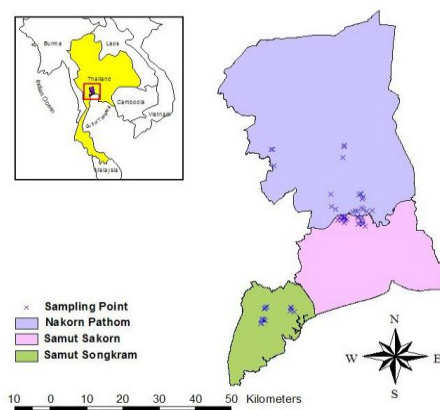 Burma
Laos
Thailand
Cambodia
Vietnam
Malaysia
Sampling Point
Nakorn Pathom
Samut Sakorn
Samut Songkram
10 0 10 20 30 40 50 Kilometers
N
W E
S